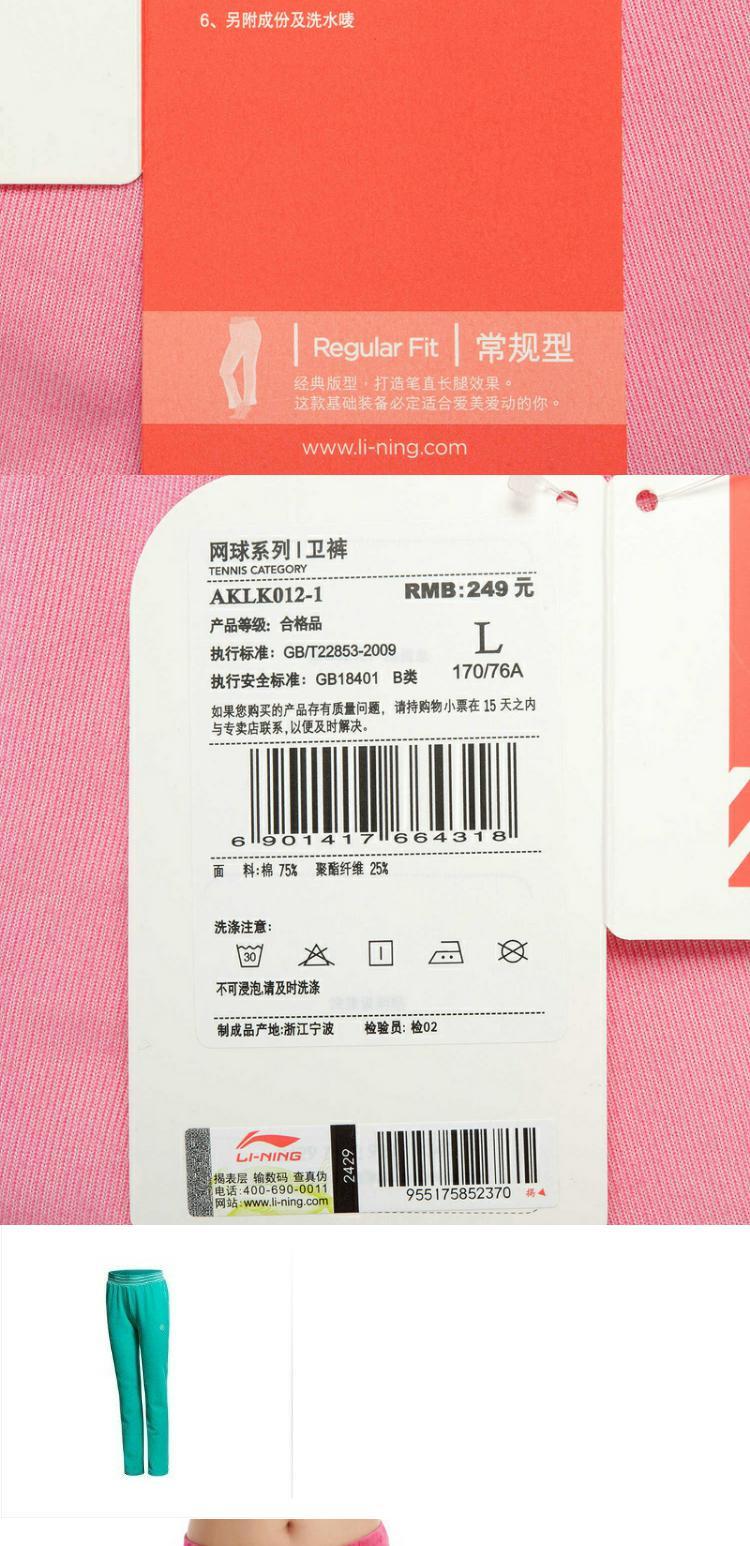 6、另附成份及洗水唛
Regular Fit 常规型
经典版型,打造笔直长腿效果。
这款基础装备必定适合爱美爱动的你。
www.li-ning.com
网球系列|卫裤
TENNIS CATEGORY
AKLK012-1 RMB:249 元
产品等级: 合格品
L
执行标准: GB/T22853-2009
170/76A
执行安全标准: GB18401 B类
如果您购买的产品存有质量问题, 请持购物小票在 15 天之内
与专卖店联系,以便及时解决。
6 901417 664318
面 料:棉 75% 聚酯纤维 25%
洗涤注意:
30
不可浸泡,请及时洗涤
制成品产地:浙江宁波 检验员: 检02
LI-NING
揭表层 输数码 查真伪
电话:400-690-0011
网站:www.li-ning.com
2429
955175852370 揭